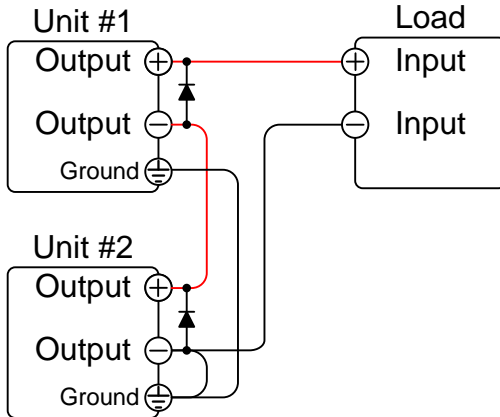 Unit #1
Output +
Output −
Ground
Load
+ Input
− Input
Unit #2
Output +
Output −
Ground